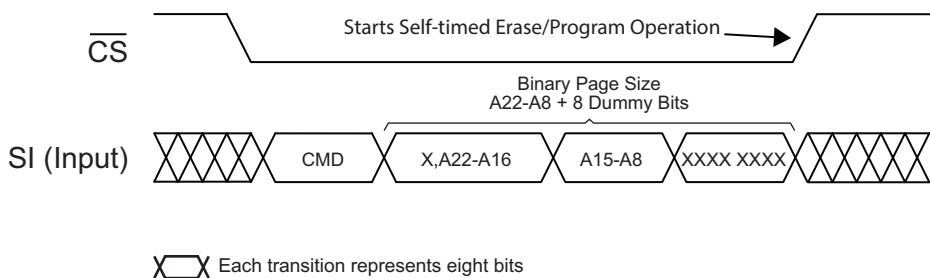 Starts Self-timed Erase/Program Operation
CS
Binary Page Size
A22-A8 + 8 Dummy Bits
SI (Input)
CMD
X,A22-A16
A15-A8
XXXX XXXX
Each transition represents eight bits